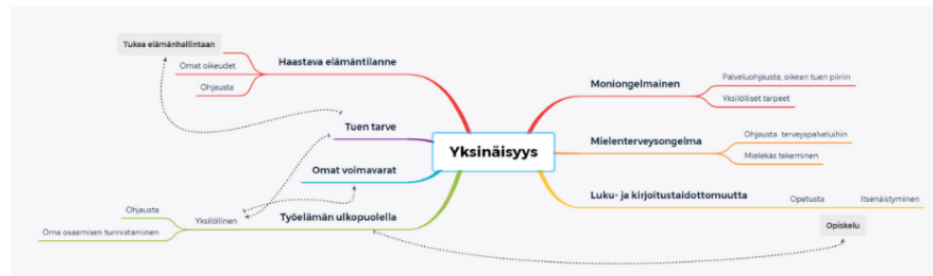 Tukea elämänhallintaan
Omat oikeudet
Ohjausta
Haastava elämäntilanne
Tuen tarve
Omat voimavarat
Työelämän ulkopuolella
Yksilöllinen
Ohjausta
Oma osaamisen tunnistaminen
Yksinäisyys
Moniongelmainen
Palveluohjausta, oikean tuen piiriin
Yksilölliset tarpeet
Mielenterveysongelma
Ohjausta terveyspalveluihin
Mielekäs tekeminen
Luku- ja kirjoitustaidottomuutta
Opetusta
Itsenäistyminen
Opiskelu